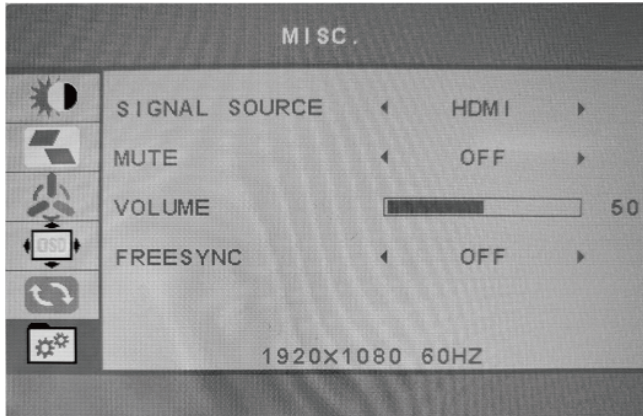 MISC.
SIGNAL SOURCE HDMI
MUTE OFF
VOLUME 50
FREESYNC OFF
OSD
1920X1080 60HZ